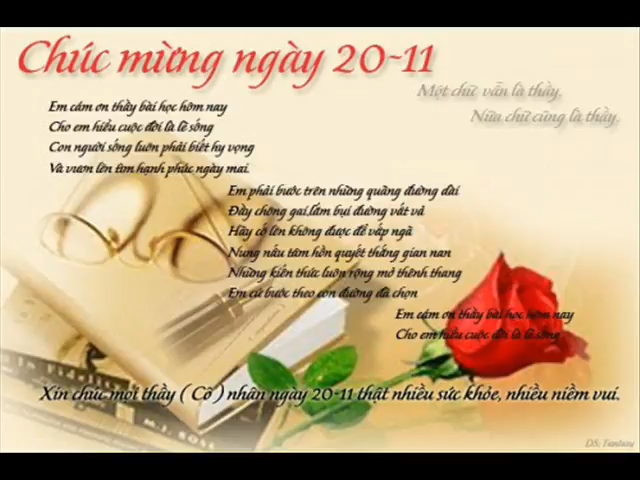 Chúc mừng ngày 20-11
Một chữ vẫn là thầy,
Nữa chữ cũng là thầy.
Em cám ơn thầy bài học hôm nay
Cho em hiểu cuộc đời là lẽ sống
Con người sống luôn phải biết hy vọng
Và vươn lên tìm hạnh phúc ngày mai.
Em phải bước trên những quãng đường dài
Đầy chông gai,lấm bụi đường vất vả
Hãy cố lên không được để vấp ngã
Nung nấu tâm hồn quyết thắng gian nan
Những kiến thức luôn rộng mở thênh thang
Em cứ bước theo con đường đã chọn
Em cám ơn thầy bài học hôm nay
Cho em hiểu cuộc đời là lẽ sống
Xin chúc mọi thầy ( Cô ) nhân ngày 20-11 thật nhiều sức khỏe, nhiều niềm vui.
DS: Fantasy